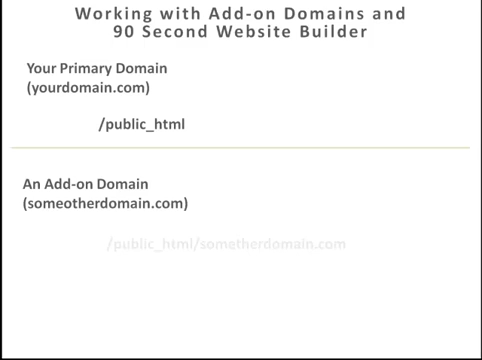 Working with Add-on Domains and
90 Second Website Builder
Your Primary Domain
(yourdomain.com)
/public_html
An Add-on Domain
(someotherdomain.com)
/public_html/sometherdomain.com